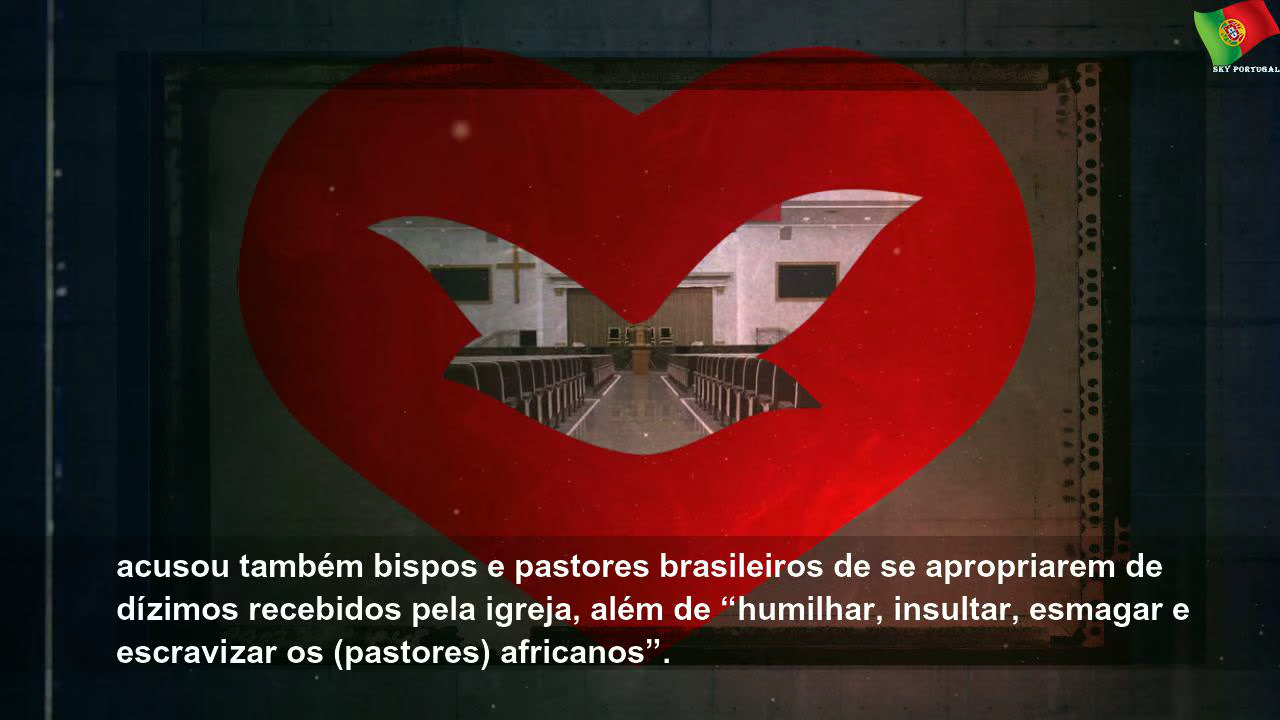 SKY PORTUGAL
acusou também bispos e pastores brasileiros de se apropriarem de
dízimos recebidos pela igreja, além de “humilhar, insultar, esmagar e
escravizar os (pastores) africanos”.